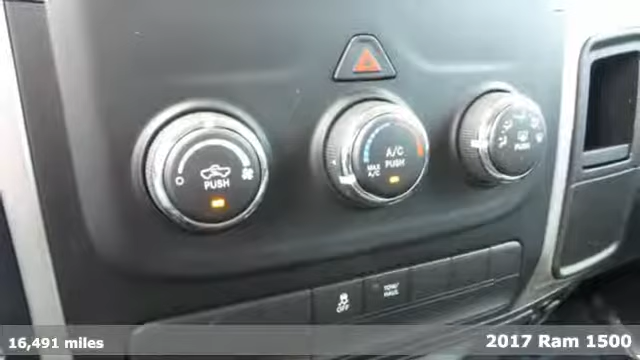 O
PUSH
A/C
PUSH
MAX
A/C
PUSH
OFF
TOW/
HAUL
16,491 miles
2017 Ram 1500